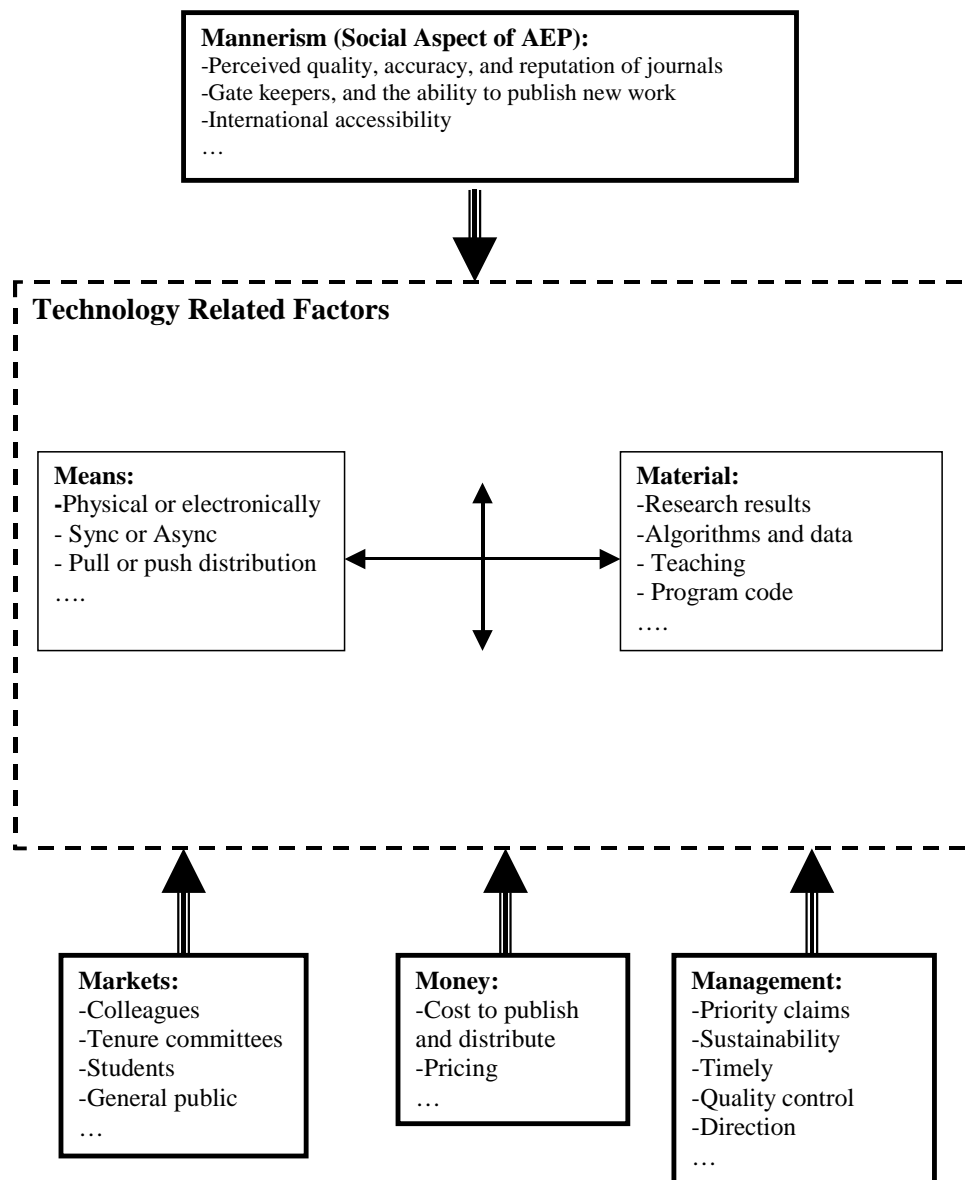 Mannerism (Social Aspect of AEP):
-Perceived quality, accuracy, and reputation of journals
-Gate keepers, and the ability to publish new work
-International accessibility
…
Technology Related Factors
Means:
-Physical or electronically
- Sync or Async
- Pull or push distribution
….
Material:
-Research results
-Algorithms and data
- Teaching
- Program code
….
Markets:
-Colleagues
-Tenure committees
-Students
-General public
…
Money:
-Cost to publish
and distribute
-Pricing
…
Management:
-Priority claims
-Sustainability
-Timely
-Quality control
-Direction
…